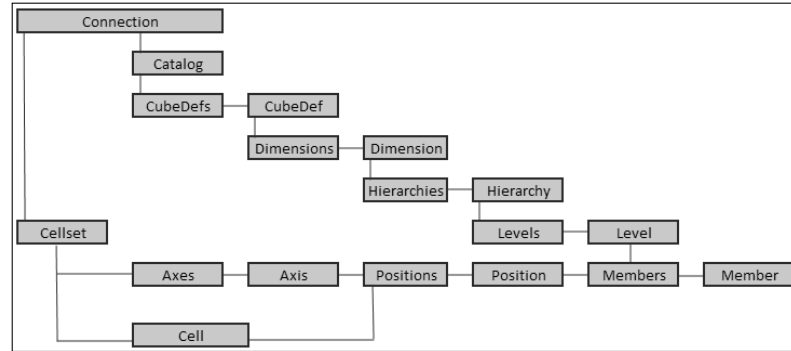 Connection
Catalog
CubeDefs CubeDef
Dimensions Dimension
Hierarchies Hierarchy
Cellset Levels Level
Axes Axis Positions Position Members Member
Cell